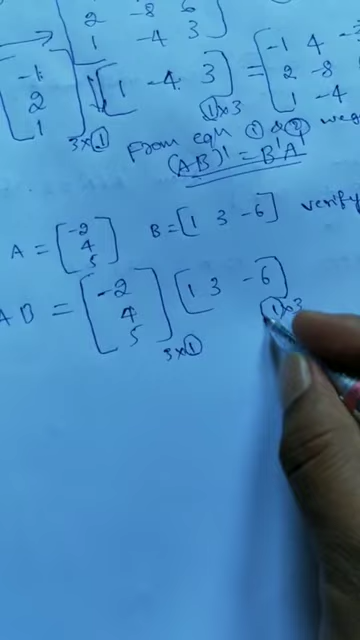 2 -8 6
1 -4 3
[-1 2 1] [1 -4 3] = [-1 4 -3
2 -8
1 -4
3×1 1×3
From eqn ① & ② we
(AB)' = B'A'
A = [-2 4 5] B = [1 3 -6] verify
AB = [-2 4 5] [1 3 -6]
3×1 1×3